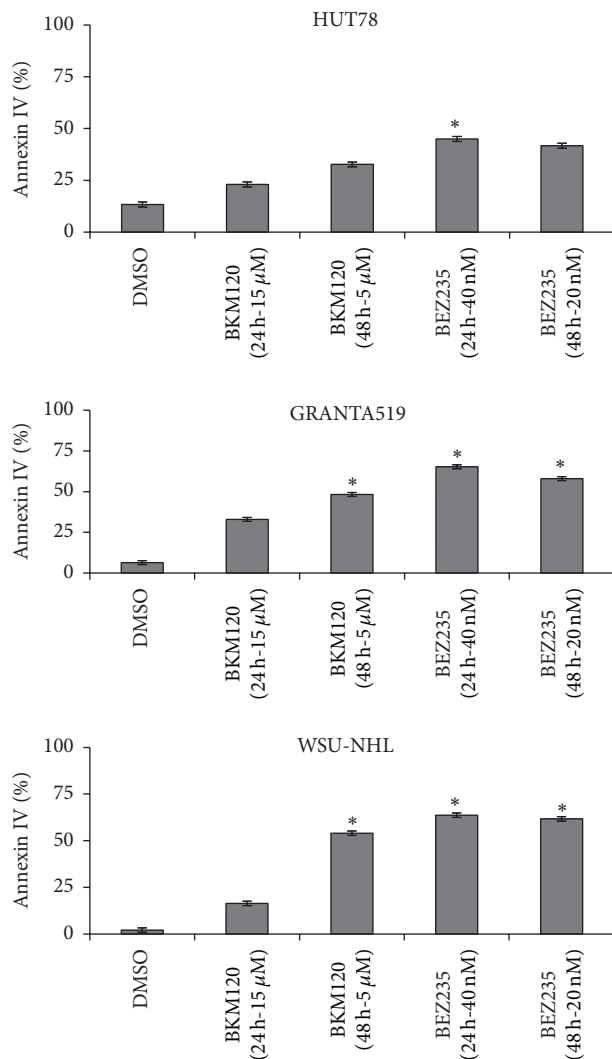 HUT78
Annexin IV (%)
100
75
50
25
0
*
DMSO
BKM120
(24 h-15 μM)
BKM120
(48 h-5 μM)
BEZ235
(24 h-40 nM)
BEZ235
(48 h-20 nM)
GRANTA519
Annexin IV (%)
100
75
50
25
0
*
*
*
DMSO
BKM120
(24 h-15 μM)
BKM120
(48 h-5 μM)
BEZ235
(24 h-40 nM)
BEZ235
(48 h-20 nM)
WSU-NHL
Annexin IV (%)
100
75
50
25
0
*
*
*
DMSO
BKM120
(24 h-15 μM)
BKM120
(48 h-5 μM)
BEZ235
(24 h-40 nM)
BEZ235
(48 h-20 nM)